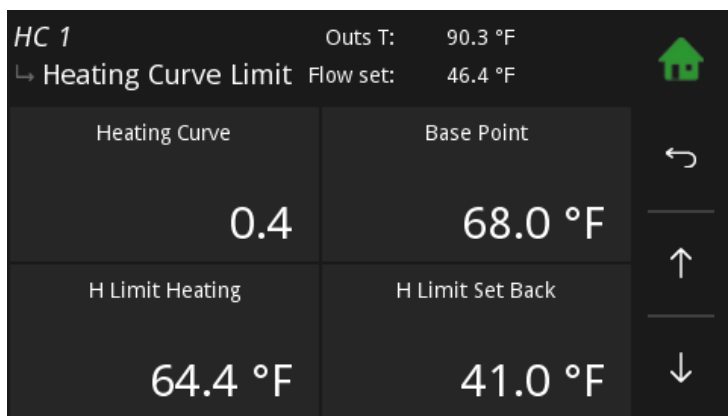 HC 1
Outs T: 90.3 °F
Heating Curve Limit Flow set: 46.4 °F
Heating Curve
0.4
Base Point
68.0 °F
H Limit Heating
64.4 °F
H Limit Set Back
41.0 °F